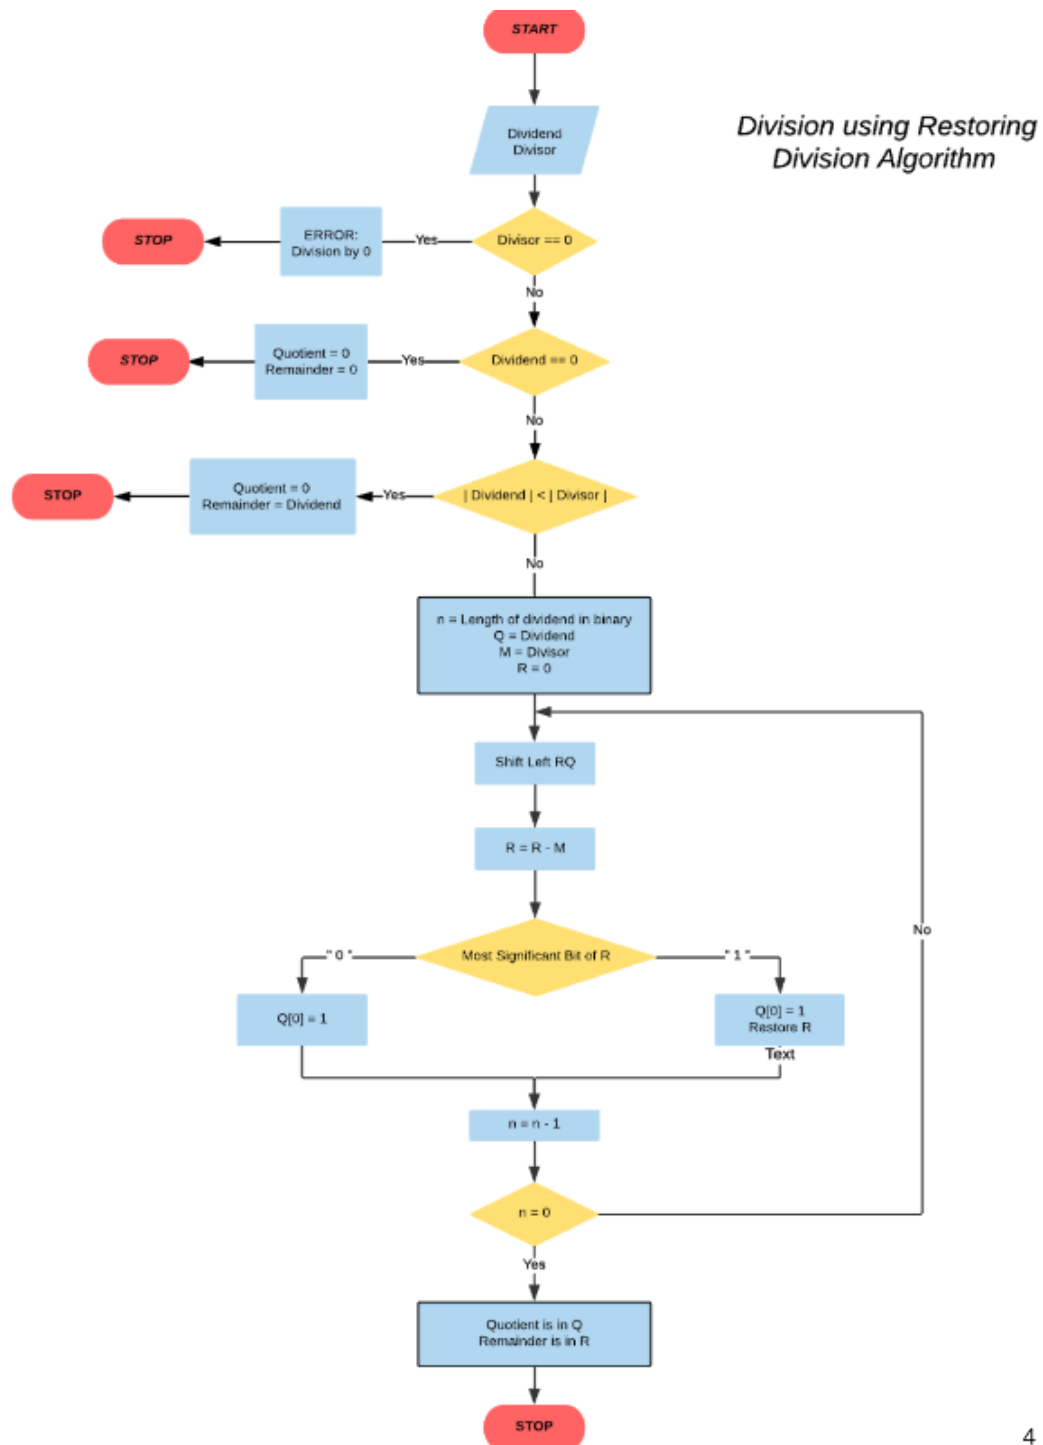 START
Division using Restoring
Division Algorithm
Dividend
Divisor
STOP
ERROR:
Division by 0
Yes
Divisor == 0
No
STOP
Quotient = 0
Remainder = 0
Yes
Dividend == 0
No
STOP
Quotient = 0
Remainder = Dividend
Yes
| Dividend | < | Divisor |
No
n = Length of dividend in binary
Q = Dividend
M = Divisor
R = 0
Shift Left RQ
R = R - M
No
" 0 "
Most Significant Bit of R
" 1 "
Q[0] = 1
Q[0] = 1
Restore R
Text
n = n - 1
n = 0
Yes
Quotient is in Q
Remainder is in R
STOP
4